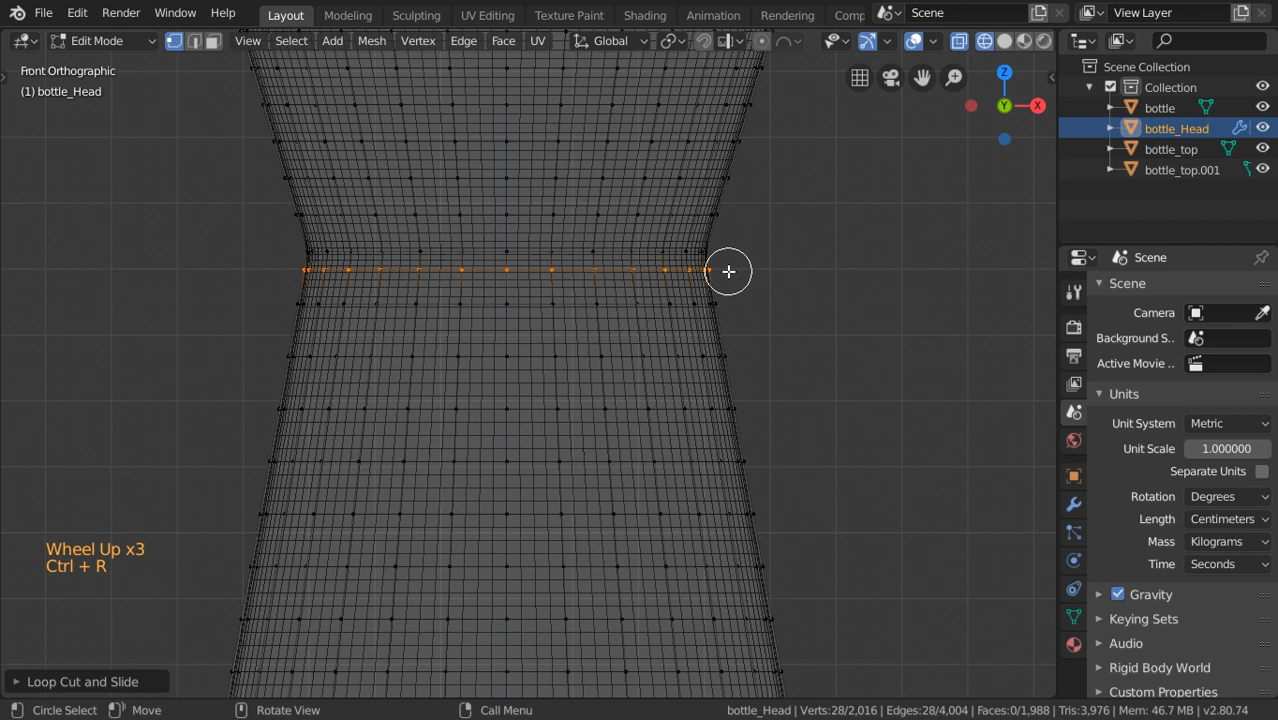 File Edit Render Window Help Layout Modeling Sculpting UV Editing Texture Paint Shading Animation Rendering Comp Scene View Layer
Edit Mode View Select Add Mesh Vertex Edge Face UV Global
Front Orthographic
(1) bottle_Head
Z
Y
X
Scene Collection
Collection
bottle
bottle_Head
bottle_top
bottle_top.001
Scene
Scene
Camera
Background S..
Active Movie ..
Units
Unit System Metric
Unit Scale 1.000000
Separate Units
Rotation Degrees
Length Centimeters
Mass Kilograms
Time Seconds
Gravity
Keying Sets
Audio
Rigid Body World
Custom Properties
Wheel Up x3
Ctrl + R
Loop Cut and Slide
Circle Select Move Rotate View Call Menu bottle_Head | Verts:28/2,016 | Edges:28/4,004 | Faces:0/1,988 | Tris:3,976 | Mem: 46.7 MB | v2.80.74